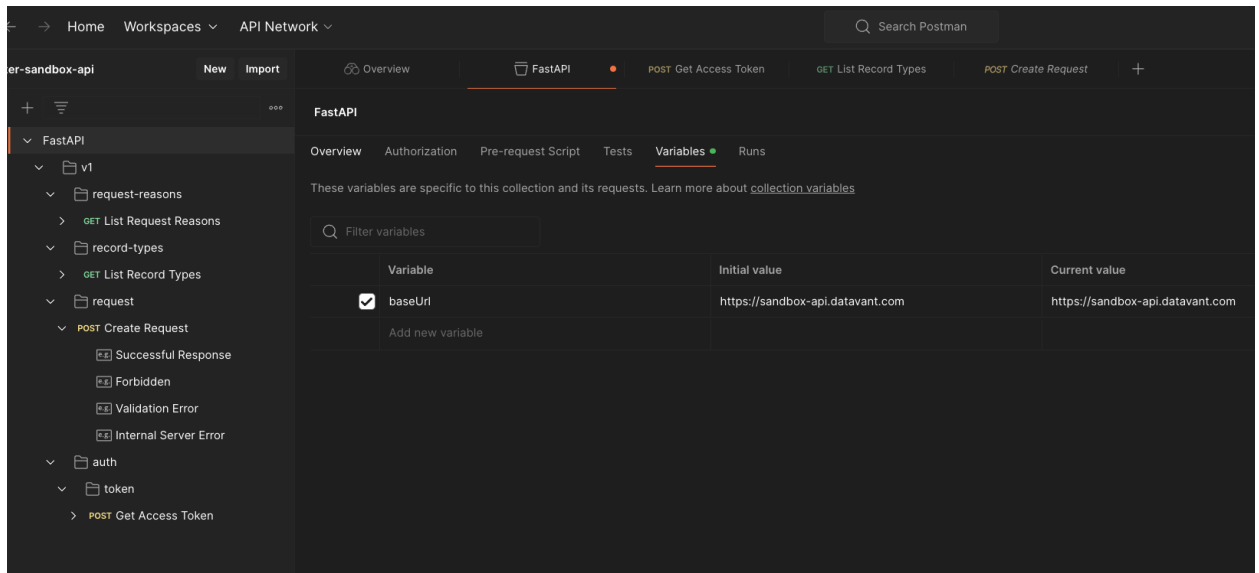 Home Workspaces API Network
Search Postman
er-sandbox-api New Import
Overview FastAPI POST Get Access Token GET List Record Types POST Create Request
FastAPI
FastAPI
v1
request-reasons
GET List Request Reasons
record-types
GET List Record Types
request
POST Create Request
e.g. Successful Response
e.g. Forbidden
e.g. Validation Error
e.g. Internal Server Error
auth
token
POST Get Access Token
Overview Authorization Pre-request Script Tests Variables Runs
These variables are specific to this collection and its requests. Learn more about collection variables
Filter variables
Variable Initial value Current value
baseUrl https://sandbox-api.datavant.com https://sandbox-api.datavant.com
Add new variable